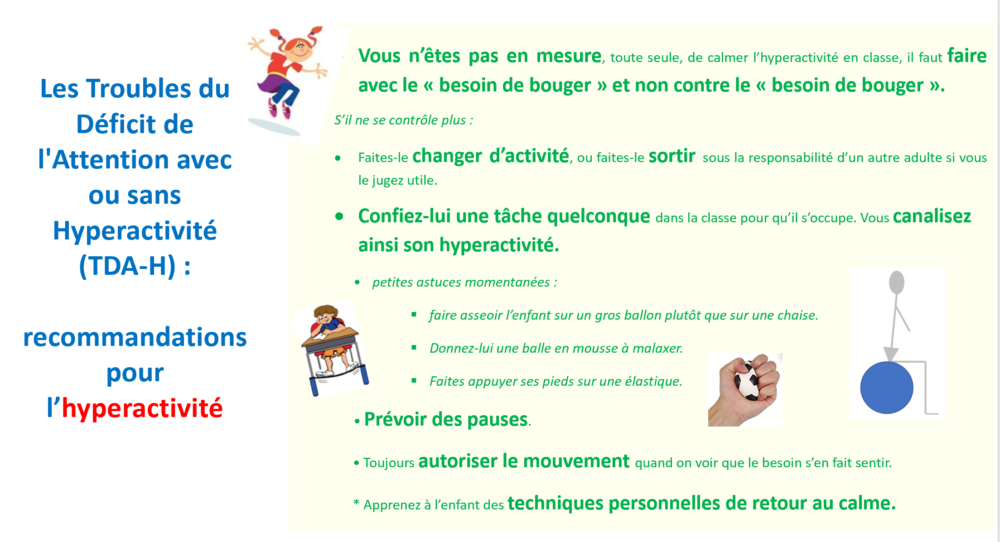 Les Troubles du
Déficit de
l'Attention avec
ou sans
Hyperactivité
(TDA-H) :
recommandations
pour
l’hyperactivité
Vous n’êtes pas en mesure, toute seule, de calmer l’hyperactivité en classe, il faut faire
avec le « besoin de bouger » et non contre le « besoin de bouger ».
S’il ne se contrôle plus :
• Faites-le changer d’activité, ou faites-le sortir sous la responsabilité d’un autre adulte si vous
le jugez utile.
• Confiez-lui une tâche quelconque dans la classe pour qu’il s’occupe. Vous canalisez
ainsi son hyperactivité.
• petites astuces momentanées :
▪ faire asseoir l’enfant sur un gros ballon plutôt que sur une chaise.
▪ Donnez-lui une balle en mousse à malaxer.
▪ Faites appuyer ses pieds sur une élastique.
• Prévoir des pauses.
• Toujours autoriser le mouvement quand on voir que le besoin s’en fait sentir.
* Apprenez à l’enfant des techniques personnelles de retour au calme.